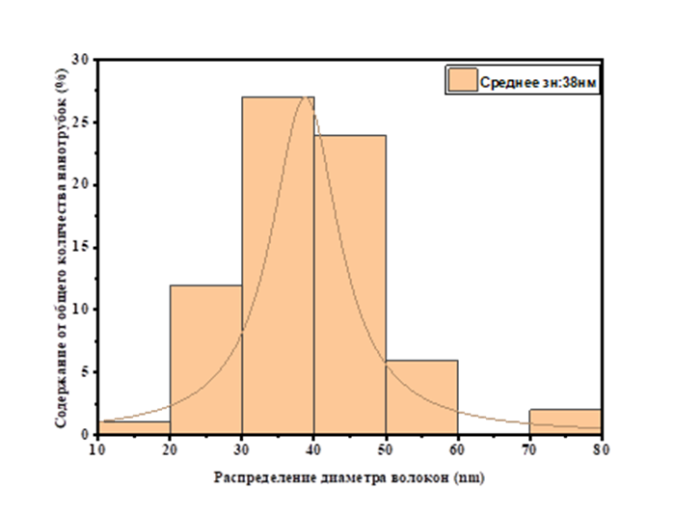 Содержание от общего количества нанотрубок (%)
30
25
20
15
10
5
0
Среднее зн:38нм
10 20 30 40 50 60 70 80
Распределение диаметра волокон (nm)